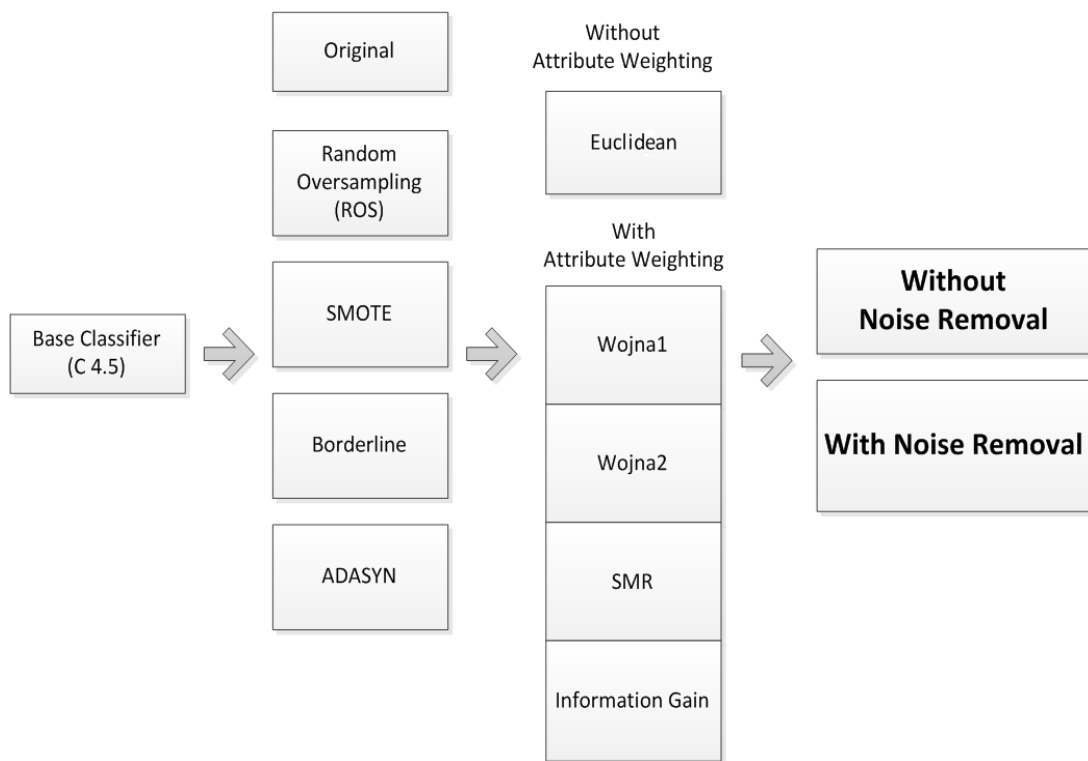 Base Classifier
(C 4.5)
Original
Random
Oversampling
(ROS)
SMOTE
Borderline
ADASYN
Without
Attribute Weighting
Euclidean
With
Attribute Weighting
Wojna1
Wojna2
SMR
Information Gain
Without
Noise Removal
With Noise Removal